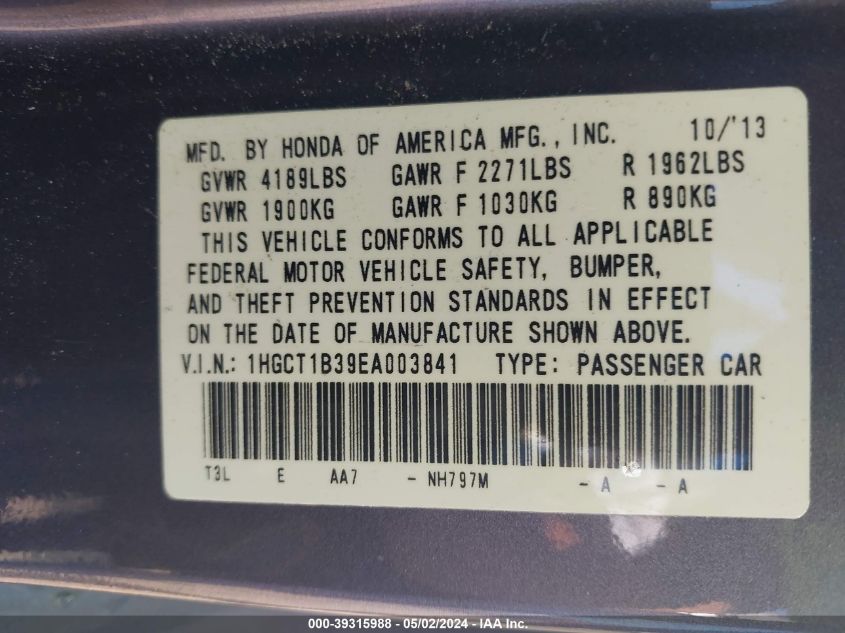 MFD. BY HONDA OF AMERICA MFG., INC. 10/'13
GVWR 4189LBS GAWR F 2271LBS R 1962LBS
GVWR 1900KG GAWR F 1030KG R 890KG
THIS VEHICLE CONFORMS TO ALL APPLICABLE
FEDERAL MOTOR VEHICLE SAFETY, BUMPER,
AND THEFT PREVENTION STANDARDS IN EFFECT
ON THE DATE OF MANUFACTURE SHOWN ABOVE.
V.I.N.: 1HGCT1B39EA003841 TYPE: PASSENGER CAR
T3L E AA7 - NH797M - A - A
000-39315988 - 05/02/2024 - IAA Inc.